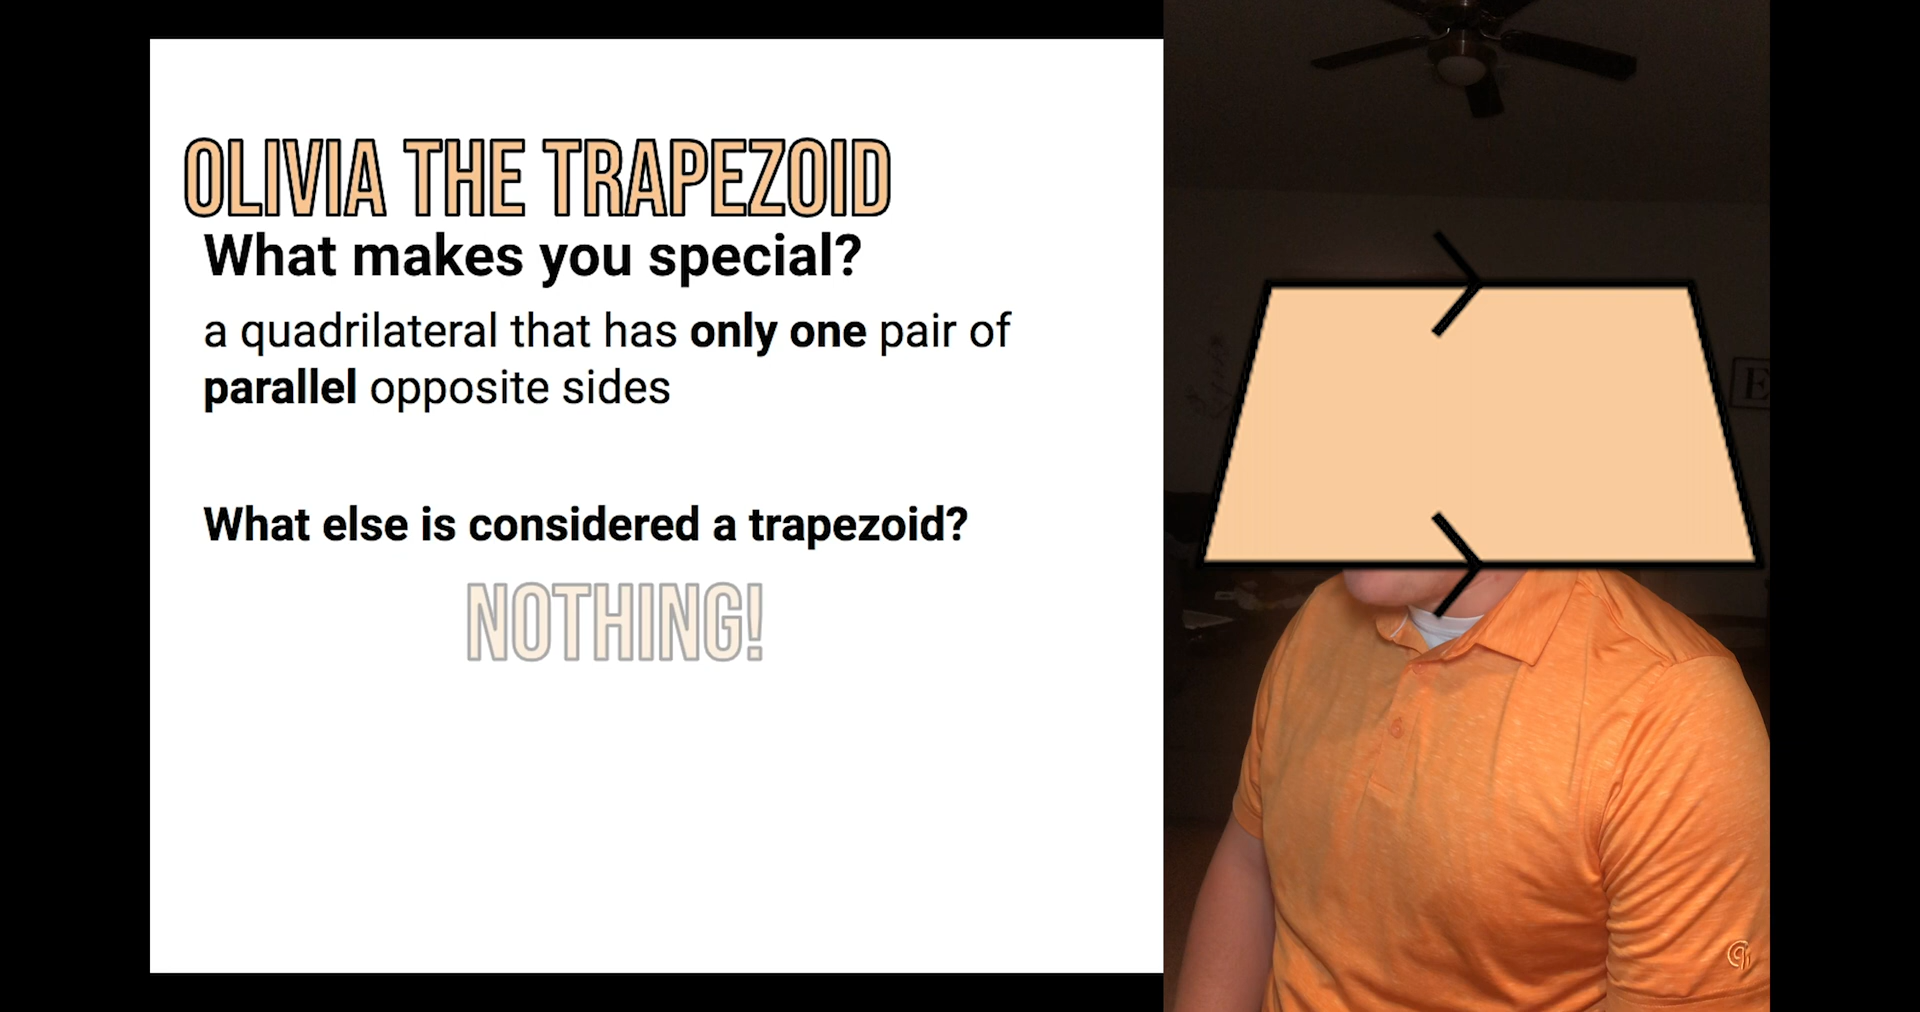 OLIVIA THE TRAPEZOID
What makes you special?
a quadrilateral that has only one pair of
parallel opposite sides
What else is considered a trapezoid?
NOTHING!
E